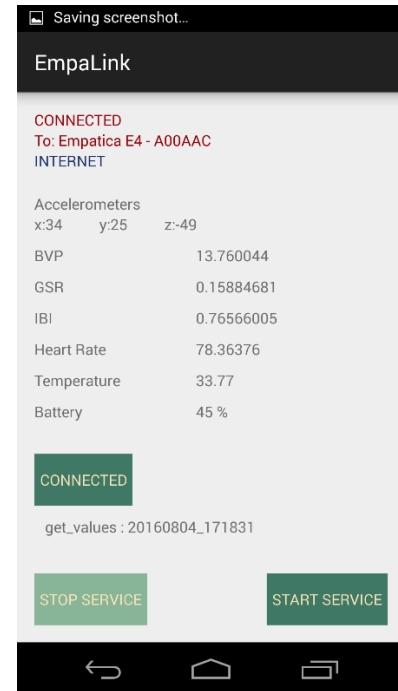 Saving screenshot...
EmpaLink
CONNECTED
To: Empatica E4 - A00AAC
INTERNET
Accelerometers
x:34 y:25 z:-49
BVP 13.760044
GSR 0.15884681
IBI 0.76566005
Heart Rate 78.36376
Temperature 33.77
Battery 45 %
CONNECTED
get_values : 20160804_171831
STOP SERVICE START SERVICE